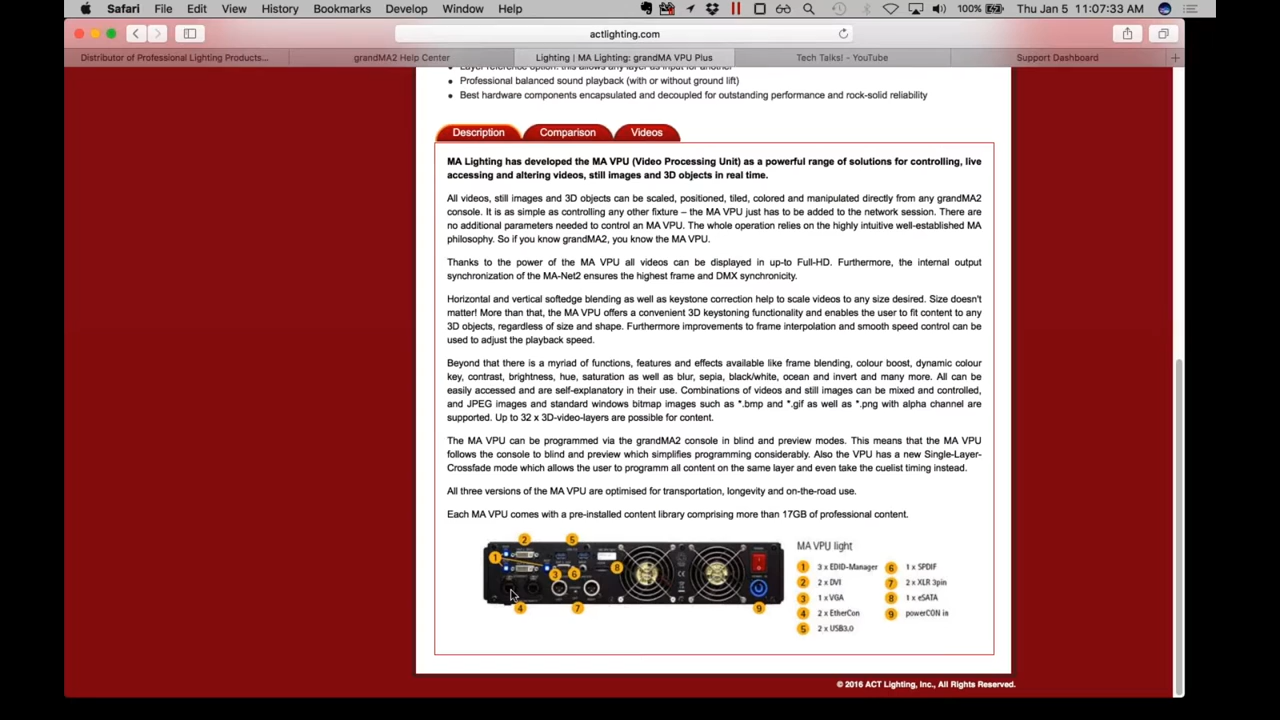 Safari File Edit View History Bookmarks Develop Window Help 100% Thu Jan 5 11:07:33 AM
actlighting.com
Distributor of Professional Lighting Products... grandMA2 Help Center Lighting | MA Lighting: grandMA VPU Plus Tech Talks! - YouTube Support Dashboard
Layer reference option: this allows any layer as input for another
Professional balanced sound playback (with or without ground lift)
Best hardware components encapsulated and decoupled for outstanding performance and rock-solid reliability
Description Comparison Videos
MA Lighting has developed the MA VPU (Video Processing Unit) as a powerful range of solutions for controlling, live
accessing and altering videos, still images and 3D objects in real time.
All videos, still images and 3D objects can be scaled, positioned, tiled, colored and manipulated directly from any grandMA2
console. It is as simple as controlling any other fixture – the MA VPU just has to be added to the network session. There are
no additional parameters needed to control an MA VPU. The whole operation relies on the highly intuitive well-established MA
philosophy. So if you know grandMA2, you know the MA VPU.
Thanks to the power of the MA VPU all videos can be displayed in up-to Full-HD. Furthermore, the internal output
synchronization of the MA-Net2 ensures the highest frame and DMX synchronicity.
Horizontal and vertical softedge blending as well as keystone correction help to scale videos to any size desired. Size doesn't
matter! More than that, the MA VPU offers a convenient 3D keystoning functionality and enables the user to fit content to any
3D objects, regardless of size and shape. Furthermore improvements to frame interpolation and smooth speed control can be
used to adjust the playback speed.
Beyond that there is a myriad of functions, features and effects available like frame blending, colour boost, dynamic colour
key, contrast, brightness, hue, saturation as well as blur, sepia, black/white, ocean and invert and many more. All can be
easily accessed and are self-explanatory in their use. Combinations of videos and still images can be mixed and controlled,
and JPEG images and standard windows bitmap images such as *.bmp and *.gif as well as *.png with alpha channel are
supported. Up to 32 x 3D-video-layers are possible for content.
The MA VPU can be programmed via the grandMA2 console in blind and preview modes. This means that the MA VPU
follows the console to blind and preview which simplifies programming considerably. Also the VPU has a new Single-Layer-
Crossfade mode which allows the user to programm all content on the same layer and even take the cuelist timing instead.
All three versions of the MA VPU are optimised for transportation, longevity and on-the-road use.
Each MA VPU comes with a pre-installed content library comprising more than 17GB of professional content.
1 2 3 4 5 6 7 8 9
MA VPU light
1 3 x EDID-Manager 6 1 x SPDIF
2 2 x DVI 7 2 x XLR 3pin
3 1 x VGA 8 1 x eSATA
4 2 x EtherCon 9 powerCON in
5 2 x USB3.0
© 2016 ACT Lighting, Inc., All Rights Reserved.